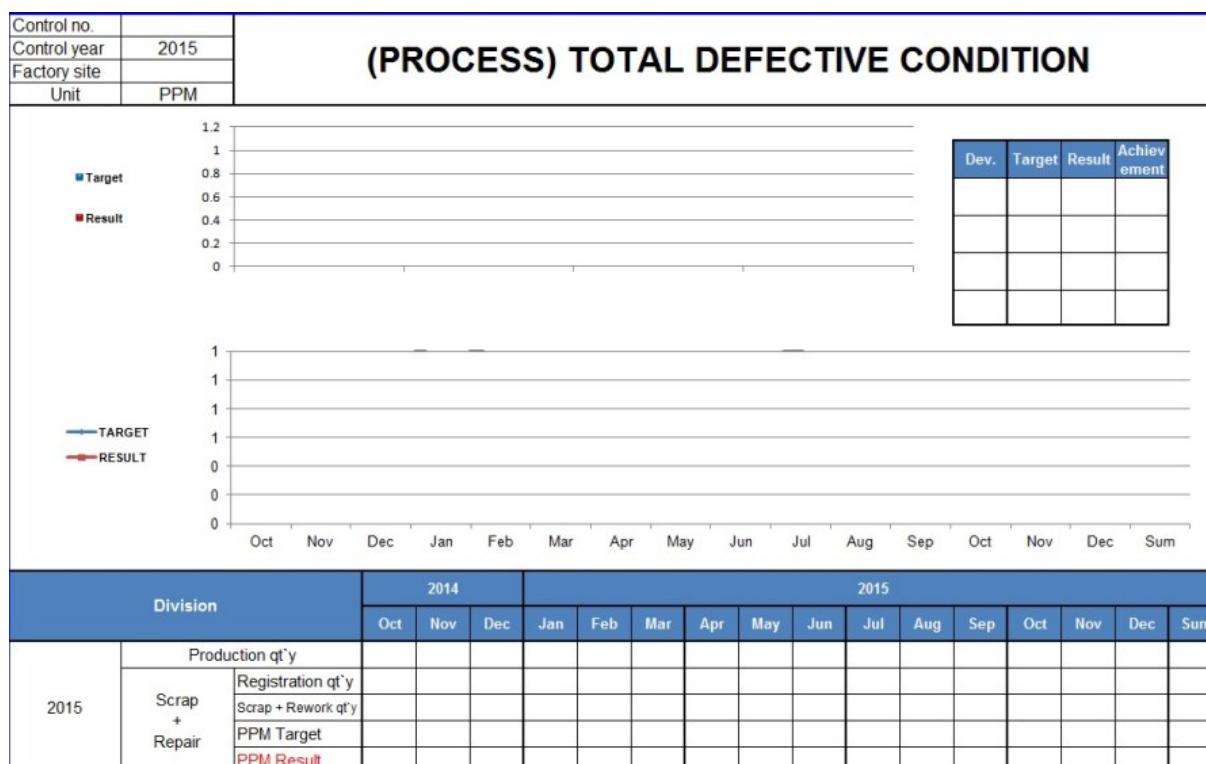 Control no.
Control year 2015
Factory site
Unit PPM
(PROCESS) TOTAL DEFECTIVE CONDITION
Target
Result
1.2
1
0.8
0.6
0.4
0.2
0
Dev. Target Result Achiev
ement
TARGET
RESULT
1
1
1
1
0
0
0
Oct Nov Dec Jan Feb Mar Apr May Jun Jul Aug Sep Oct Nov Dec Sum
Division
2014 2015
Oct Nov Dec Jan Feb Mar Apr May Jun Jul Aug Sep Oct Nov Dec Sum
2015
Production qt`y
Scrap
+
Repair
Registration qt`y
Scrap + Rework qt`y
PPM Target
PPM Result